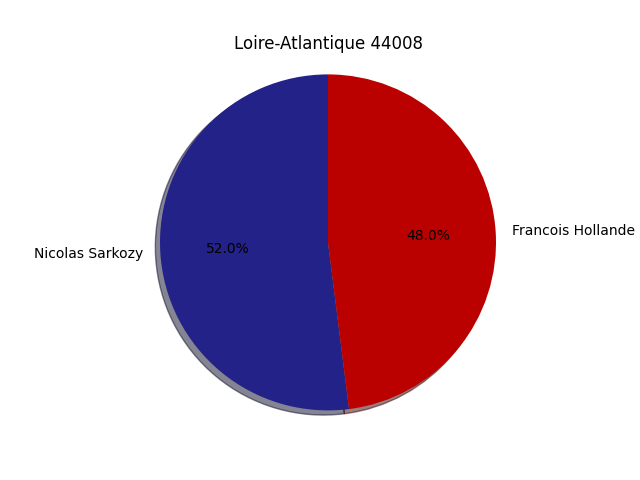 Loire-Atlantique 44008
Francois Hollande
48.0%
52.0%
Nicolas Sarkozy